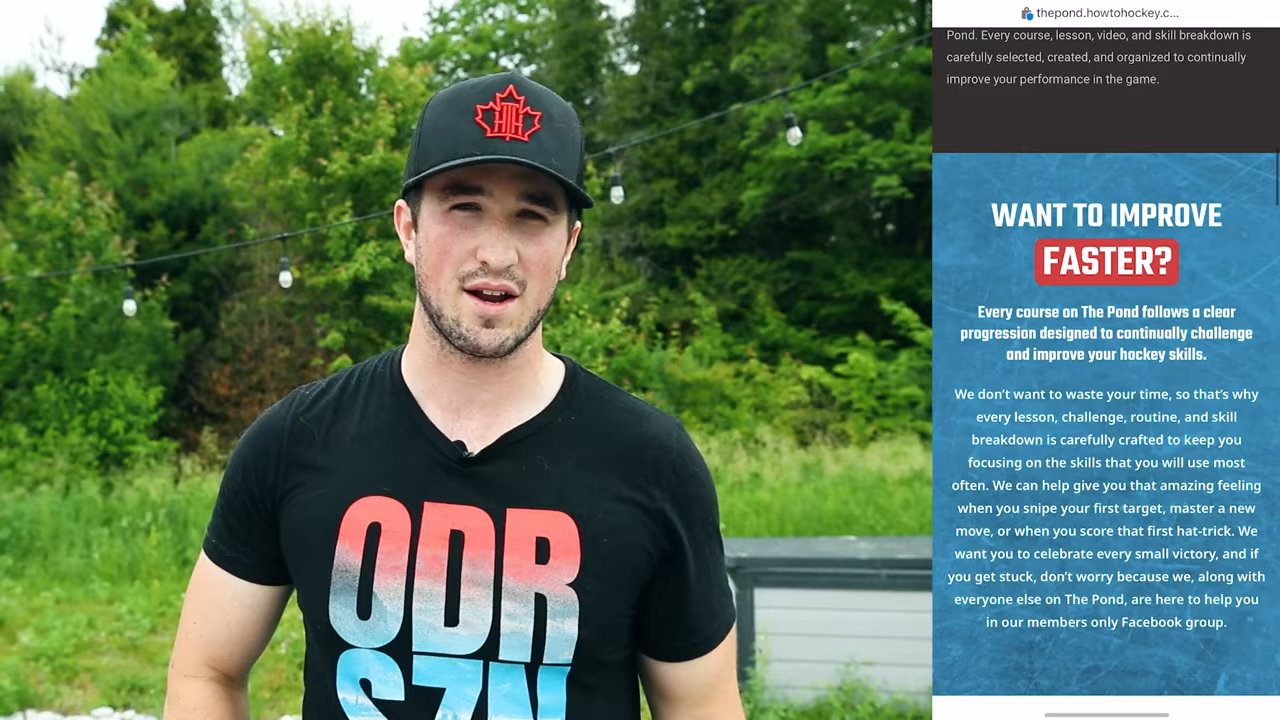 HTH
ODR
SZN
thepond.howtohockey.c...
Pond. Every course, lesson, video, and skill breakdown is
carefully selected, created, and organized to continually
improve your performance in the game.
WANT TO IMPROVE
FASTER?
Every course on The Pond follows a clear
progression designed to continually challenge
and improve your hockey skills.
We don't want to waste your time, so that's why
every lesson, challenge, routine, and skill
breakdown is carefully crafted to keep you
focusing on the skills that you will use most
often. We can help give you that amazing feeling
when you snipe your first target, master a new
move, or when you score that first hat-trick. We
want you to celebrate every small victory, and if
you get stuck, don't worry because we, along with
everyone else on The Pond, are here to help you
in our members only Facebook group.